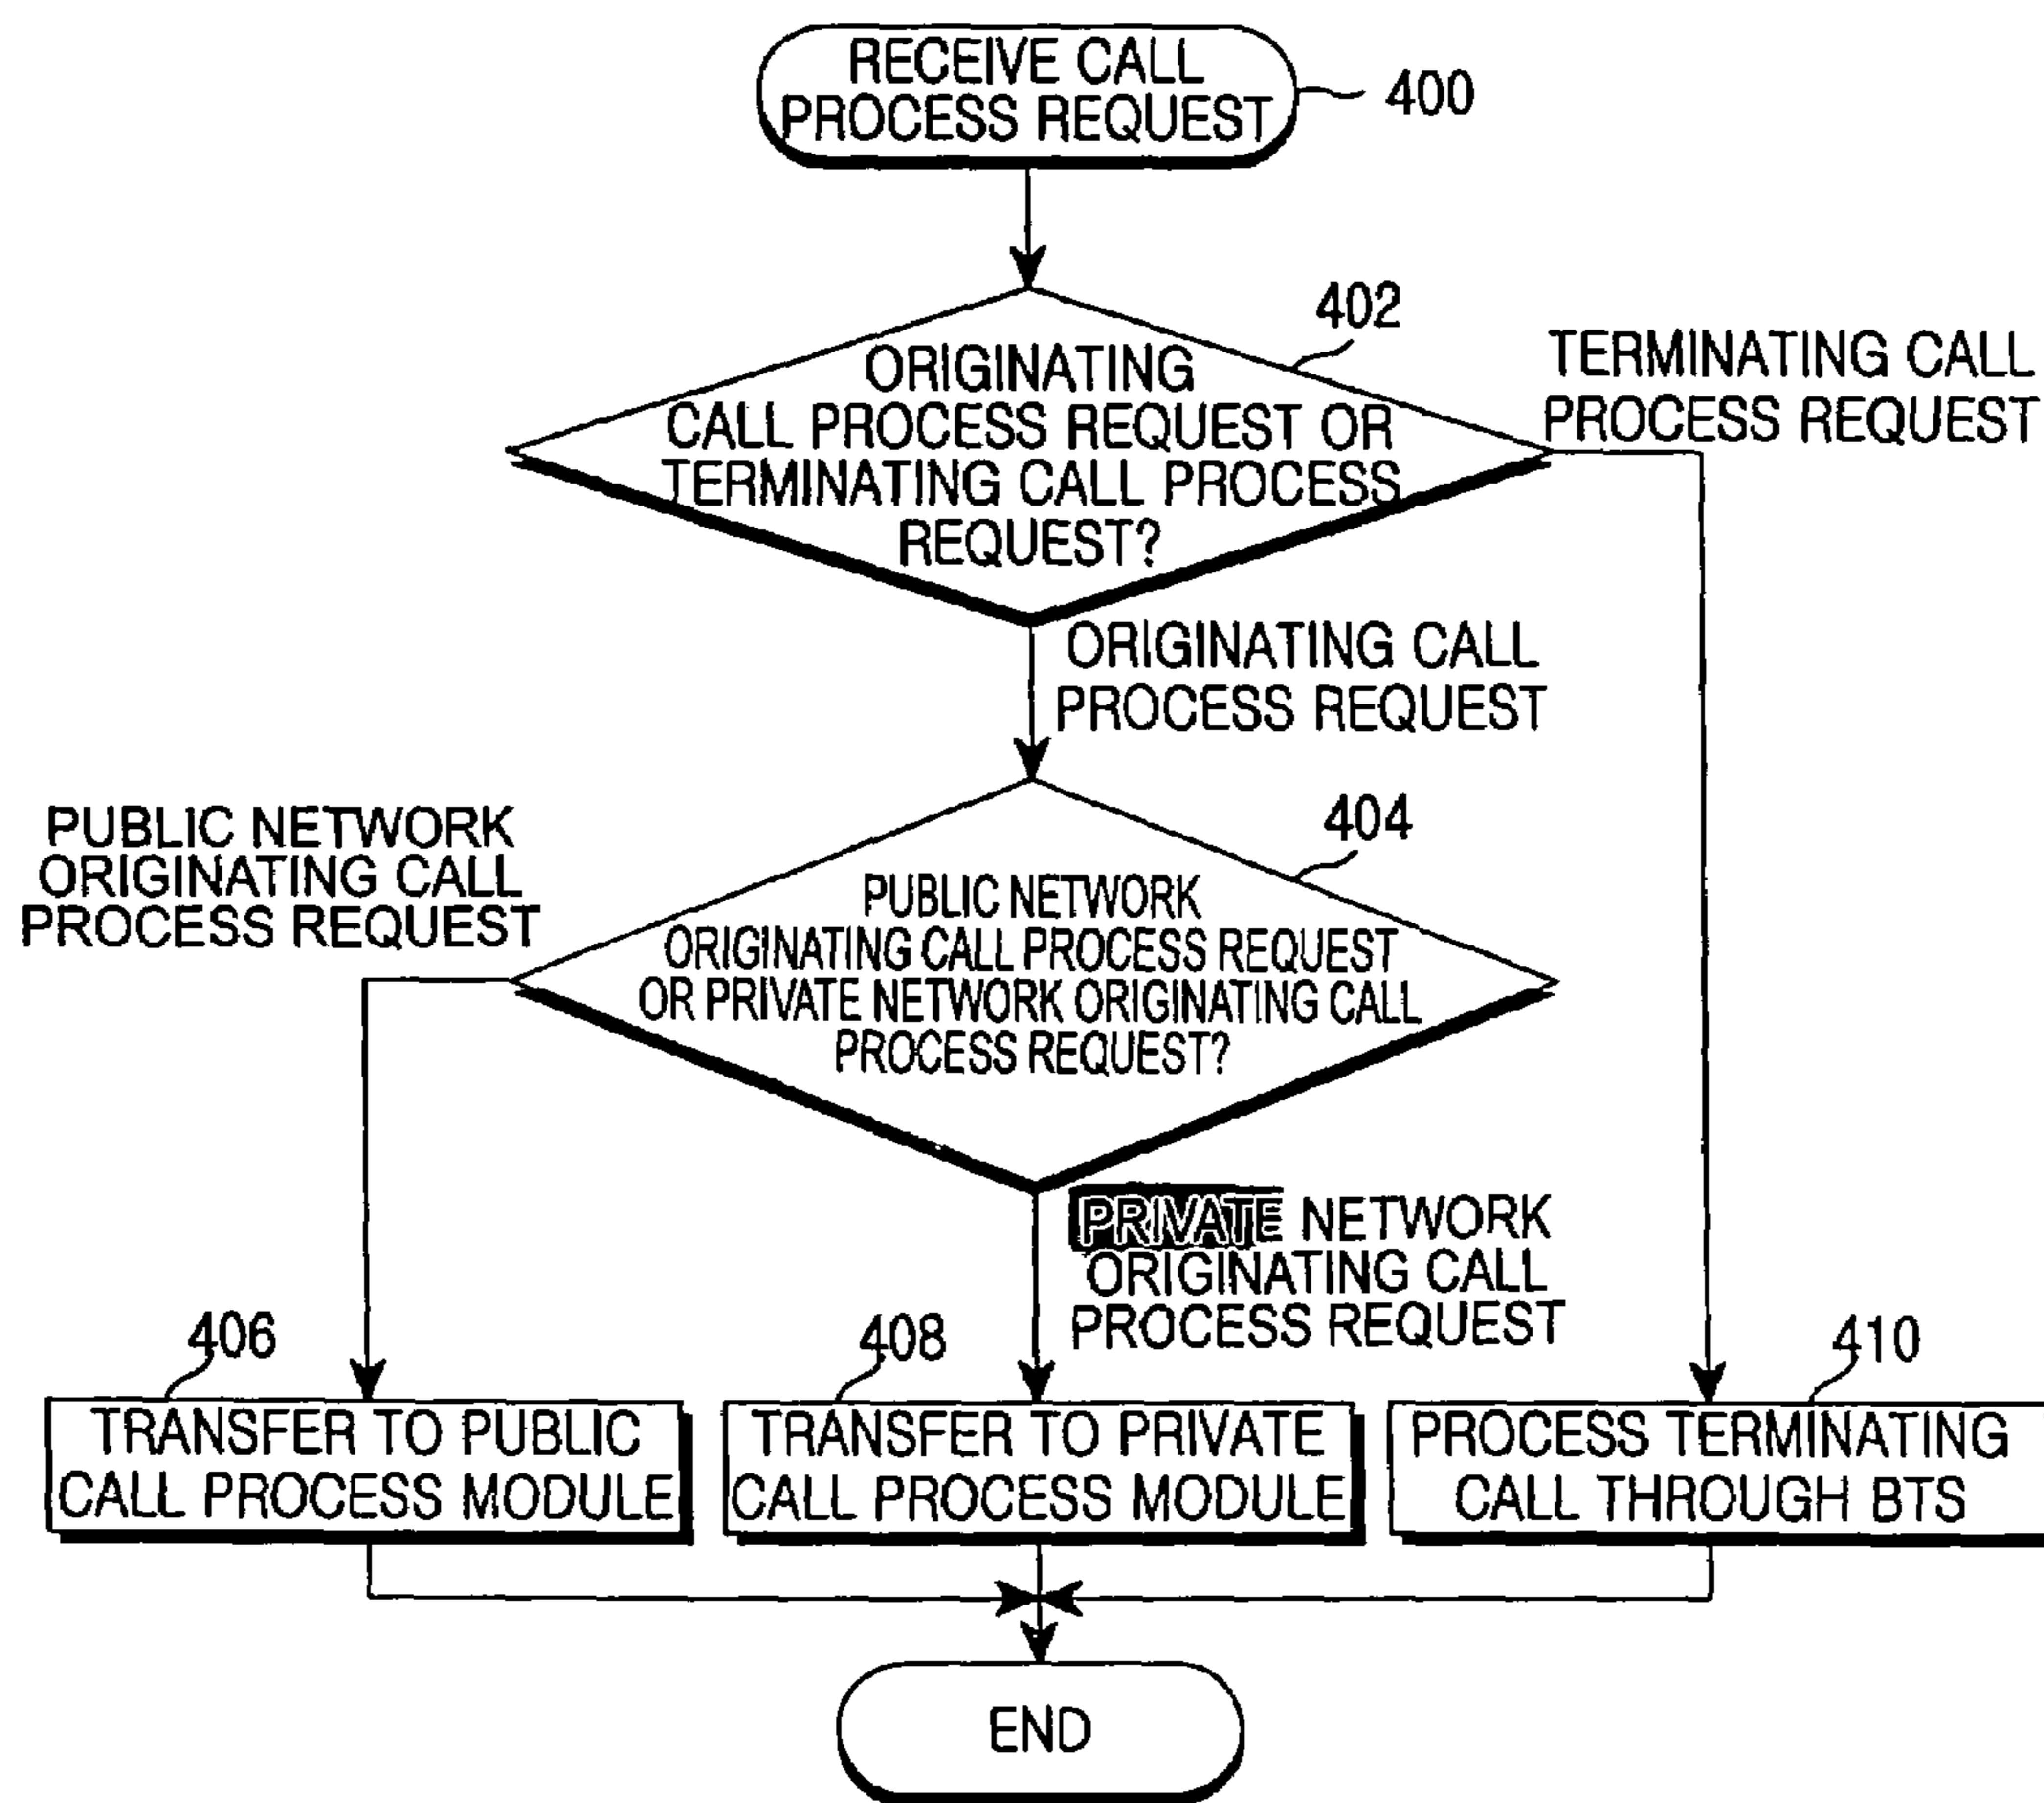 RECEIVE CALL
PROCESS REQUEST
400
402
ORIGINATING
CALL PROCESS REQUEST OR
TERMINATING CALL PROCESS
REQUEST?
TERMINATING CALL
PROCESS REQUEST
ORIGINATING CALL
PROCESS REQUEST
404
PUBLIC NETWORK
ORIGINATING CALL PROCESS REQUEST
OR PRIVATE NETWORK ORIGINATING CALL
PROCESS REQUEST?
PUBLIC NETWORK
ORIGINATING CALL
PROCESS REQUEST
PRIVATE NETWORK
ORIGINATING CALL
PROCESS REQUEST
406
TRANSFER TO PUBLIC
CALL PROCESS MODULE
408
TRANSFER TO PRIVATE
CALL PROCESS MODULE
410
PROCESS TERMINATING
CALL THROUGH BTS
END